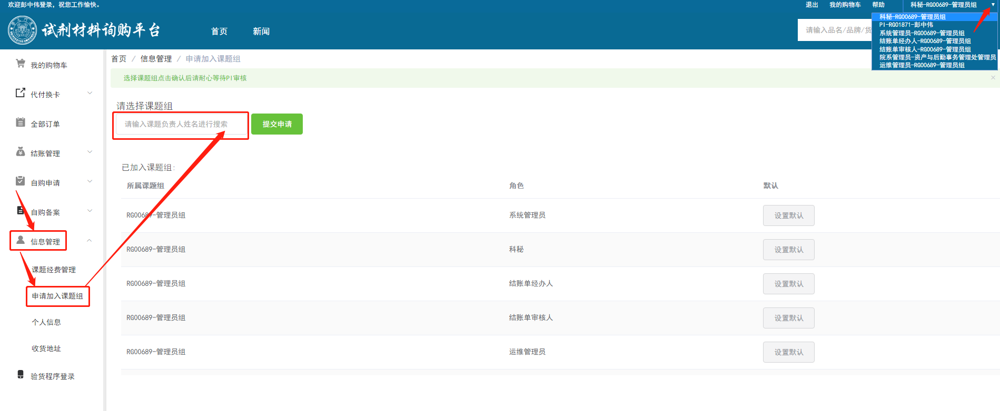 欢迎彭中伟登录，祝您工作愉快。
退出 我的购物车 帮助 科秘-RG00689-管理员组
科秘-RG00689-管理员组
PI-RG01871-彭中伟
系统管理员-RG00689-管理员组
结账单经办人-RG00689-管理员组
结账单审核人-RG00689-管理员组
院系管理员-资产与后勤事务管理处管理员
运维管理员-RG00689-管理员组
试剂材料询购平台
首页 新闻
请输入品名/品牌/货
我的购物车
代付换卡
全部订单
结账管理
自购申请
自购备案
信息管理
课题经费管理
申请加入课题组
个人信息
收货地址
验货程序登录
首页 / 信息管理 / 申请加入课题组
选择课题组点击确认后请耐心等待PI审核
请选择课题组
请输入课题负责人姓名进行搜索
提交申请
已加入课题组:
所属课题组 角色 默认
RG00689-管理员组 系统管理员 设置默认
RG00689-管理员组 科秘 设置默认
RG00689-管理员组 结账单经办人 设置默认
RG00689-管理员组 结账单审核人 设置默认
RG00689-管理员组 运维管理员 设置默认